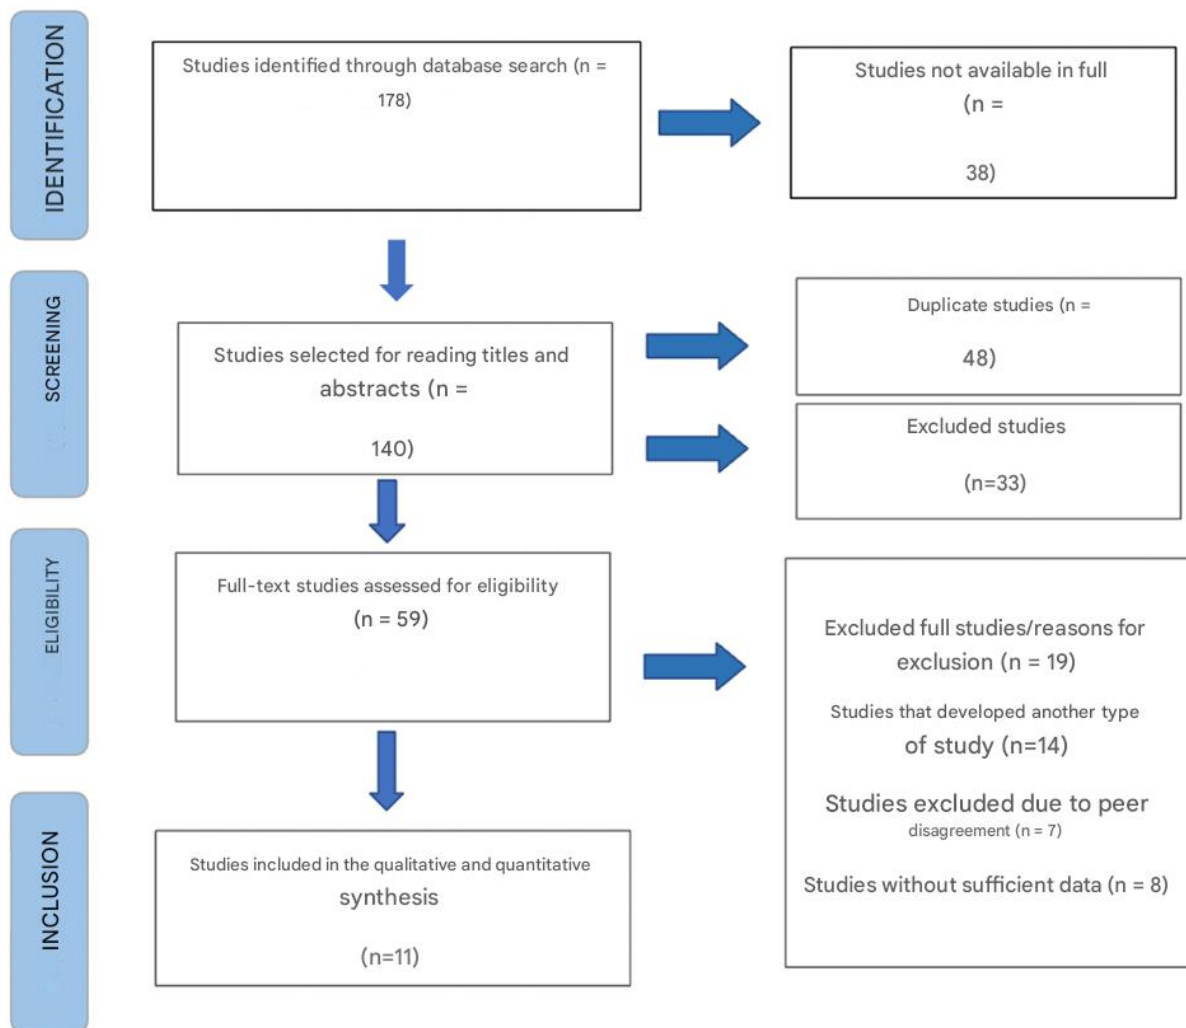 IDENTIFICATION
Studies identified through database search (n =
178)
Studies not available in full
(n =
38)
SCREENING
Studies selected for reading titles and
abstracts (n =
140)
Duplicate studies (n =
48)
Excluded studies
(n=33)
ELIGIBILITY
Full-text studies assessed for eligibility
(n = 59)
Excluded full studies/reasons for
exclusion (n = 19)
Studies that developed another type
of study (n=14)
Studies excluded due to peer
disagreement (n = 7)
Studies without sufficient data (n = 8)
INCLUSION
Studies included in the qualitative and quantitative
synthesis
(n=11)